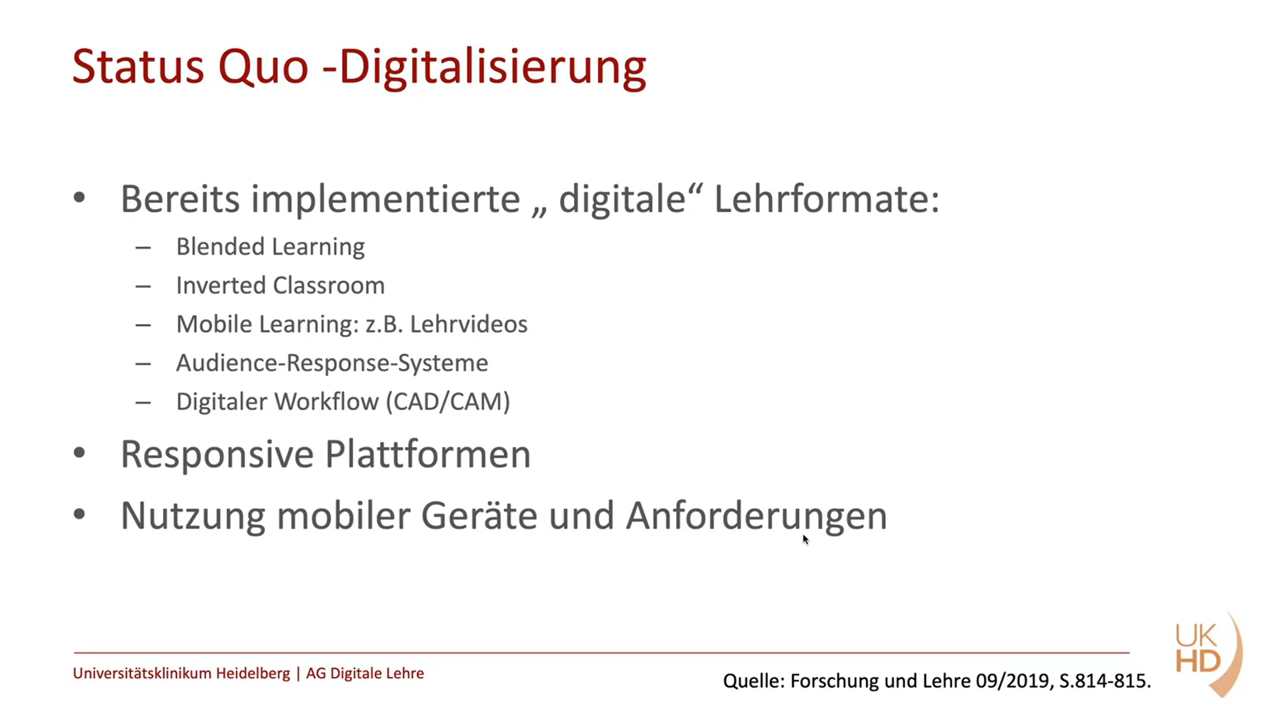 Status Quo -Digitalisierung
• Bereits implementierte „ digitale“ Lehrformate:
– Blended Learning
– Inverted Classroom
– Mobile Learning: z.B. Lehrvideos
– Audience-Response-Systeme
– Digitaler Workflow (CAD/CAM)
• Responsive Plattformen
• Nutzung mobiler Geräte und Anforderungen
Universitätsklinikum Heidelberg | AG Digitale Lehre
Quelle: Forschung und Lehre 09/2019, S.814-815.
UK
HD